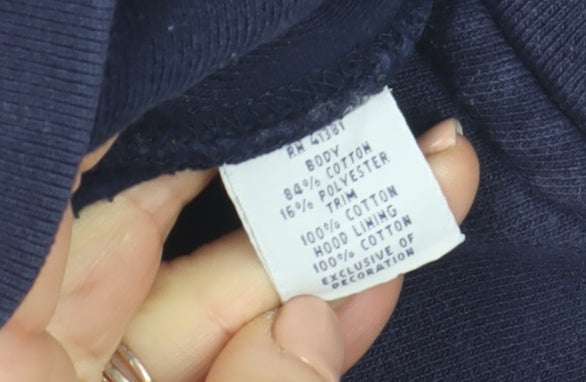 RN 41381
BODY
84% COTTON
16% POLYESTER
TRIM
100% COTTON
HOOD LINING
100% COTTON
EXCLUSIVE OF
DECORATION